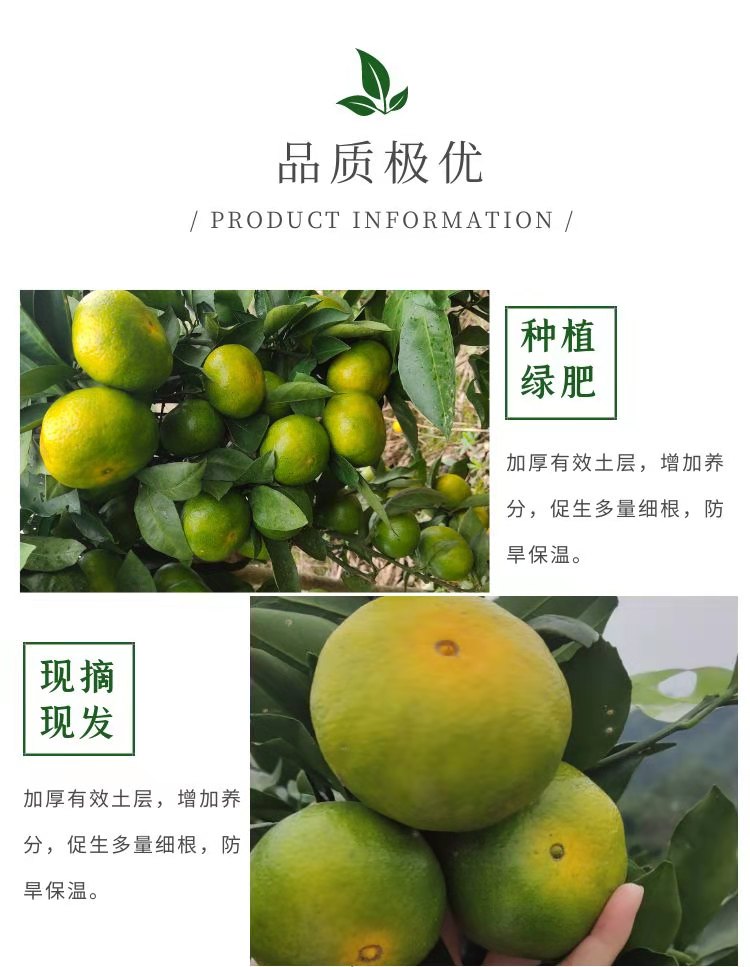 品质极优
/ PRODUCT INFORMATION /
种植
绿肥
加厚有效土层，增加养
分，促生多量细根，防
旱保温。
现摘
现发
加厚有效土层，增加养
分，促生多量细根，防
旱保温。